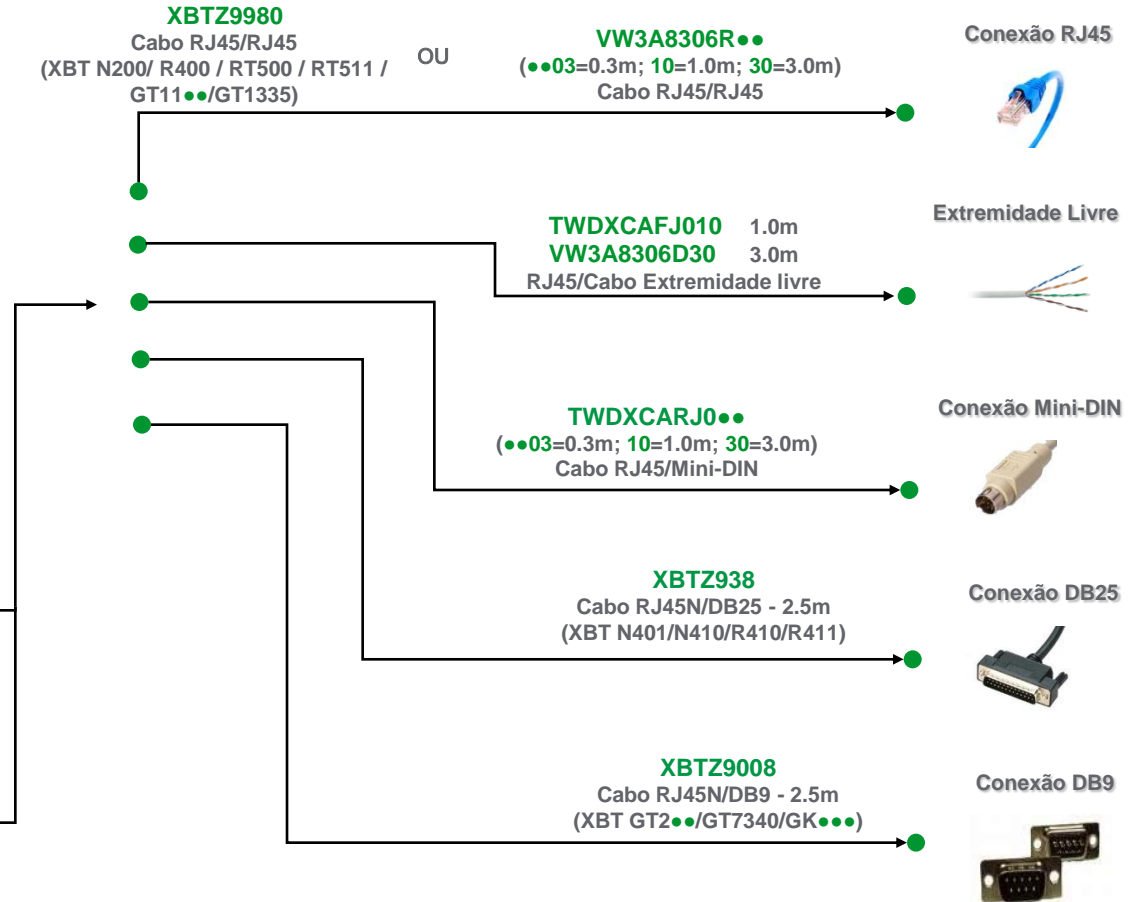 XBTZ9980
Cabo RJ45/RJ45
(XBT N200/ R400 / RT500 / RT511 /
GT11●●/GT1335)
OU
VW3A8306R●●
(●●03=0.3m; 10=1.0m; 30=3.0m)
Cabo RJ45/RJ45
Conexão RJ45
TWDXCAFJ010 1.0m
VW3A8306D30 3.0m
RJ45/Cabo Extremidade livre
Extremidade Livre
TWDXCARJ0●●
(●●03=0.3m; 10=1.0m; 30=3.0m)
Cabo RJ45/Mini-DIN
Conexão Mini-DIN
XBTZ938
Cabo RJ45N/DB25 - 2.5m
(XBT N401/N410/R410/R411)
Conexão DB25
XBTZ9008
Cabo RJ45N/DB9 - 2.5m
(XBT GT2●●/GT7340/GK●●●)
Conexão DB9